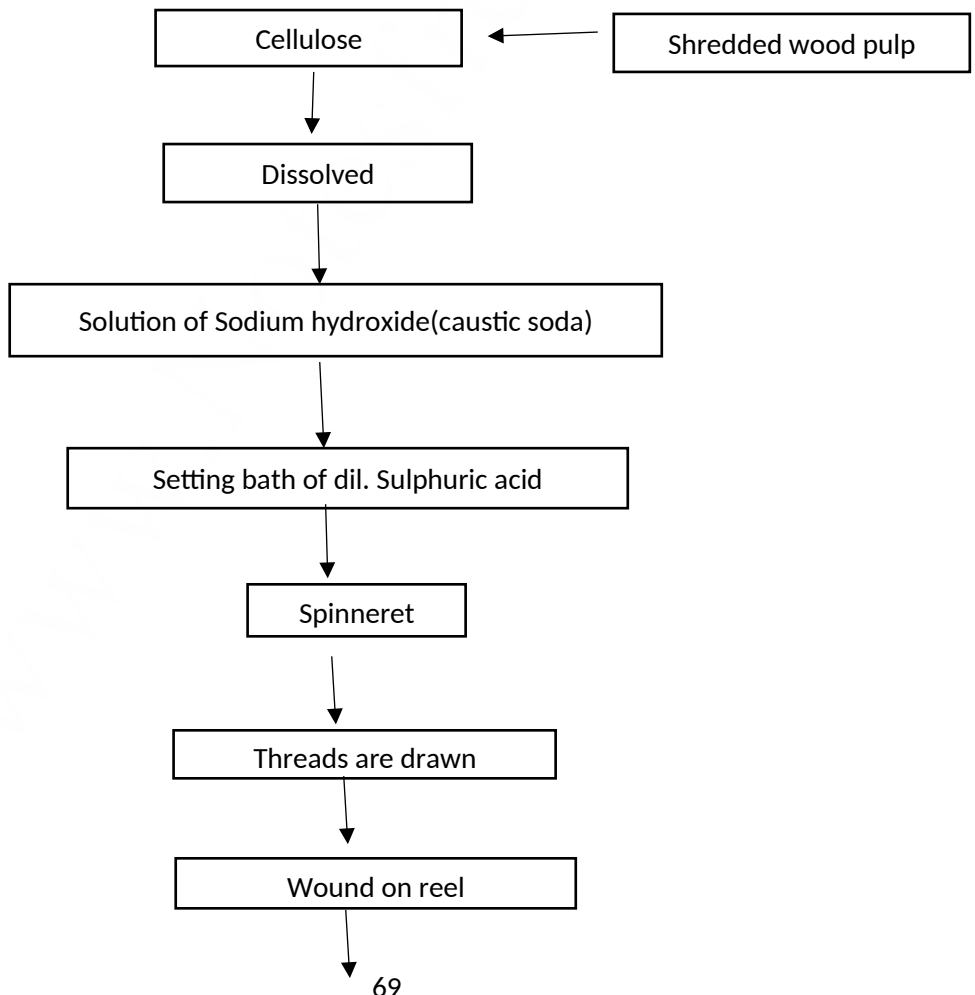 Cellulose
Shredded wood pulp
Dissolved
Solution of Sodium hydroxide(caustic soda)
Setting bath of dil. Sulphuric acid
Spinneret
Threads are drawn
Wound on reel
69